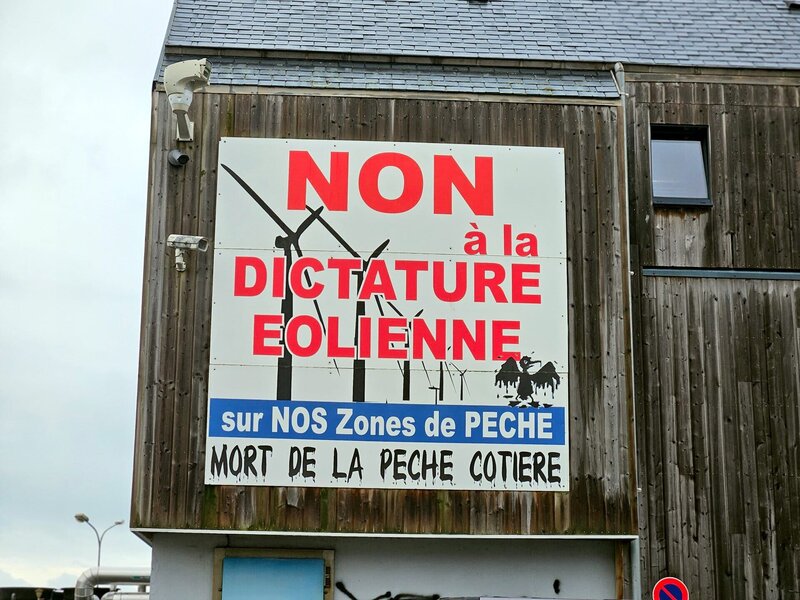 NON
à la
DICTATURE
EOLIENNE
sur NOS Zones de PECHE
MORT DE LA PECHE COTIERE